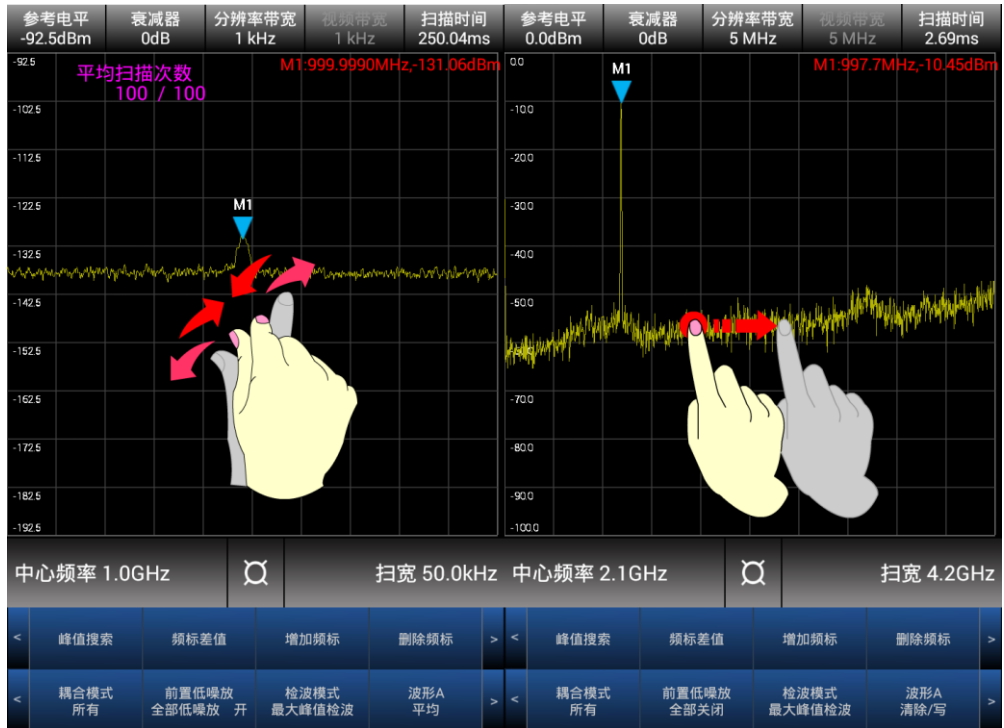 参考电平
-92.5dBm
衰减器
0dB
分辨率带宽
1 kHz
视频带宽
1 kHz
扫描时间
250.04ms
-92.5
平均扫描次数
100 / 100
M1:999.9990MHz,-131.06dBm
-102.5
-112.5
-122.5
M1
-132.5
-142.5
-152.5
-162.5
-172.5
-182.5
-192.5
中心频率 1.0GHz
扫宽 50.0kHz
< 峰值搜索 频标差值 增加频标 删除频标 >
<
耦合模式
所有
前置低噪放
全部低噪放 开
检波模式
最大峰值检波
波形A
平均
>
参考电平
0.0dBm
衰减器
0dB
分辨率带宽
5 MHz
视频带宽
5 MHz
扫描时间
2.69ms
0.0
M1
M1:997.7MHz,-10.45dBm
-10.0
-20.0
-30.0
-40.0
-50.0
-70.0
-80.0
-90.0
-100.0
中心频率 2.1GHz
扫宽 4.2GHz
< 峰值搜索 频标差值 增加频标 删除频标 >
<
耦合模式
所有
前置低噪放
全部关闭
检波模式
最大峰值检波
波形A
清除/写
>